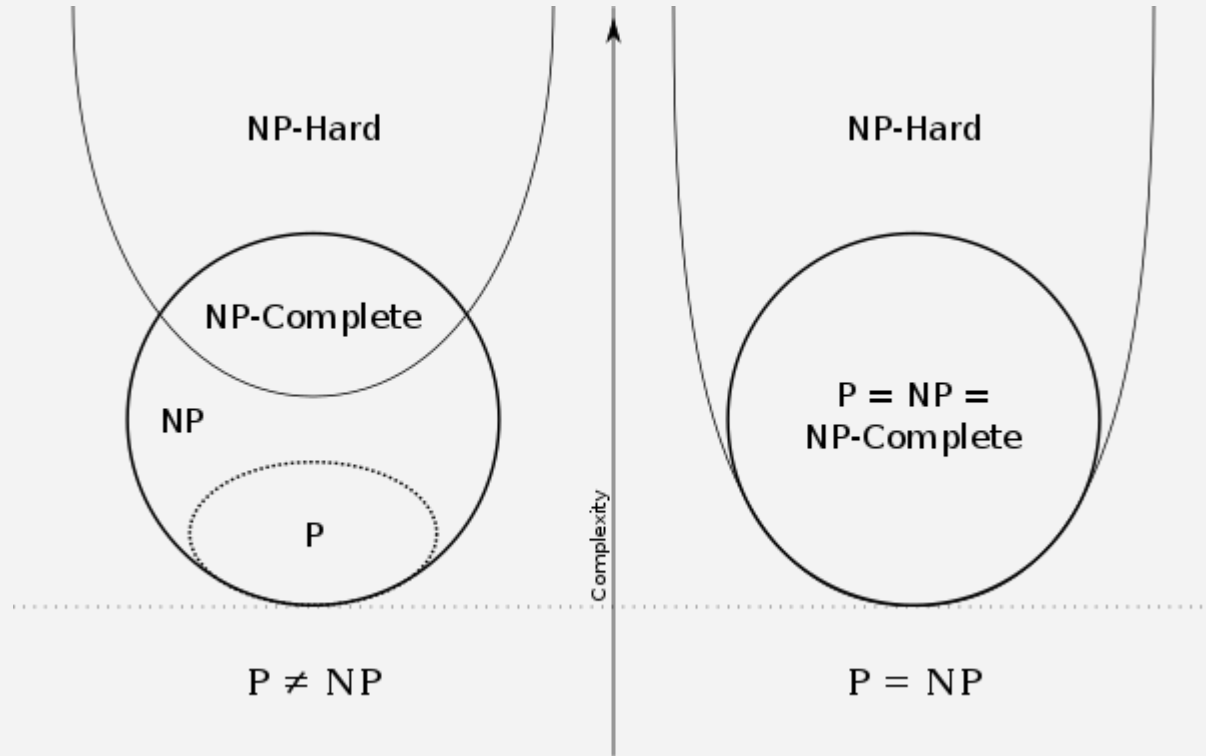 NP-Hard
NP-Complete
NP
P
P ≠ NP
Complexity
NP-Hard
P = NP =
NP-Complete
P = NP